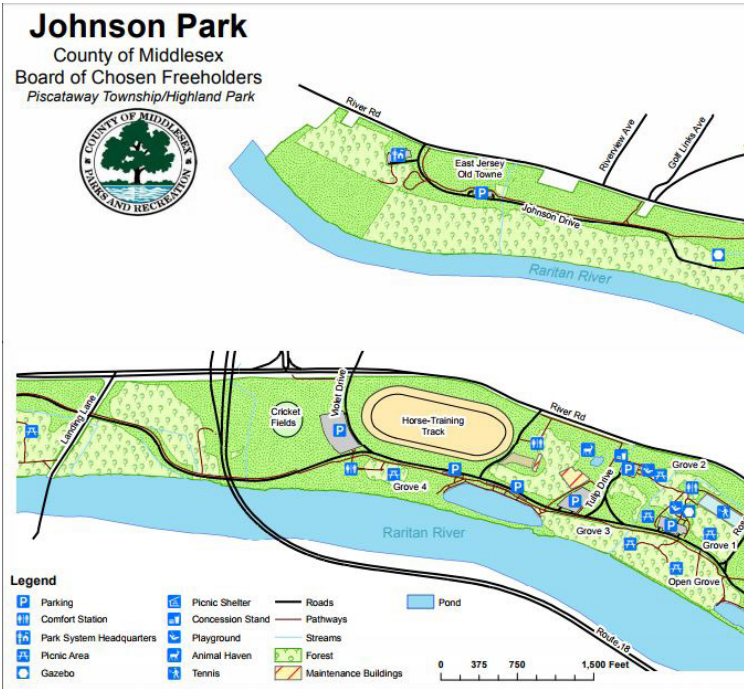 Johnson Park
County of Middlesex
Board of Chosen Freeholders
Piscataway Township/Highland Park
COUNTY OF MIDDLESEX
PARKS AND RECREATION
River Rd
East Jersey
Old Towne
P
Riverview Ave
Golf Links Ave
Johnson Drive
Raritan River
Landing Lane
Cricket
Fields
Violet Drive
P
Horse-Training
Track
River Rd
Grove 4
P
P
P
Tulip Drive
P
Grove 2
P
Grove 3
Grove 1
Open Grove
Raritan River
Route 18
Legend
P Parking
Comfort Station
Park System Headquarters
Picnic Area
Gazebo
Picnic Shelter
Concession Stand
Playground
Animal Haven
Tennis
Roads
Pathways
Streams
Forest
Maintenance Buildings
Pond
0 375 750 1,500 Feet